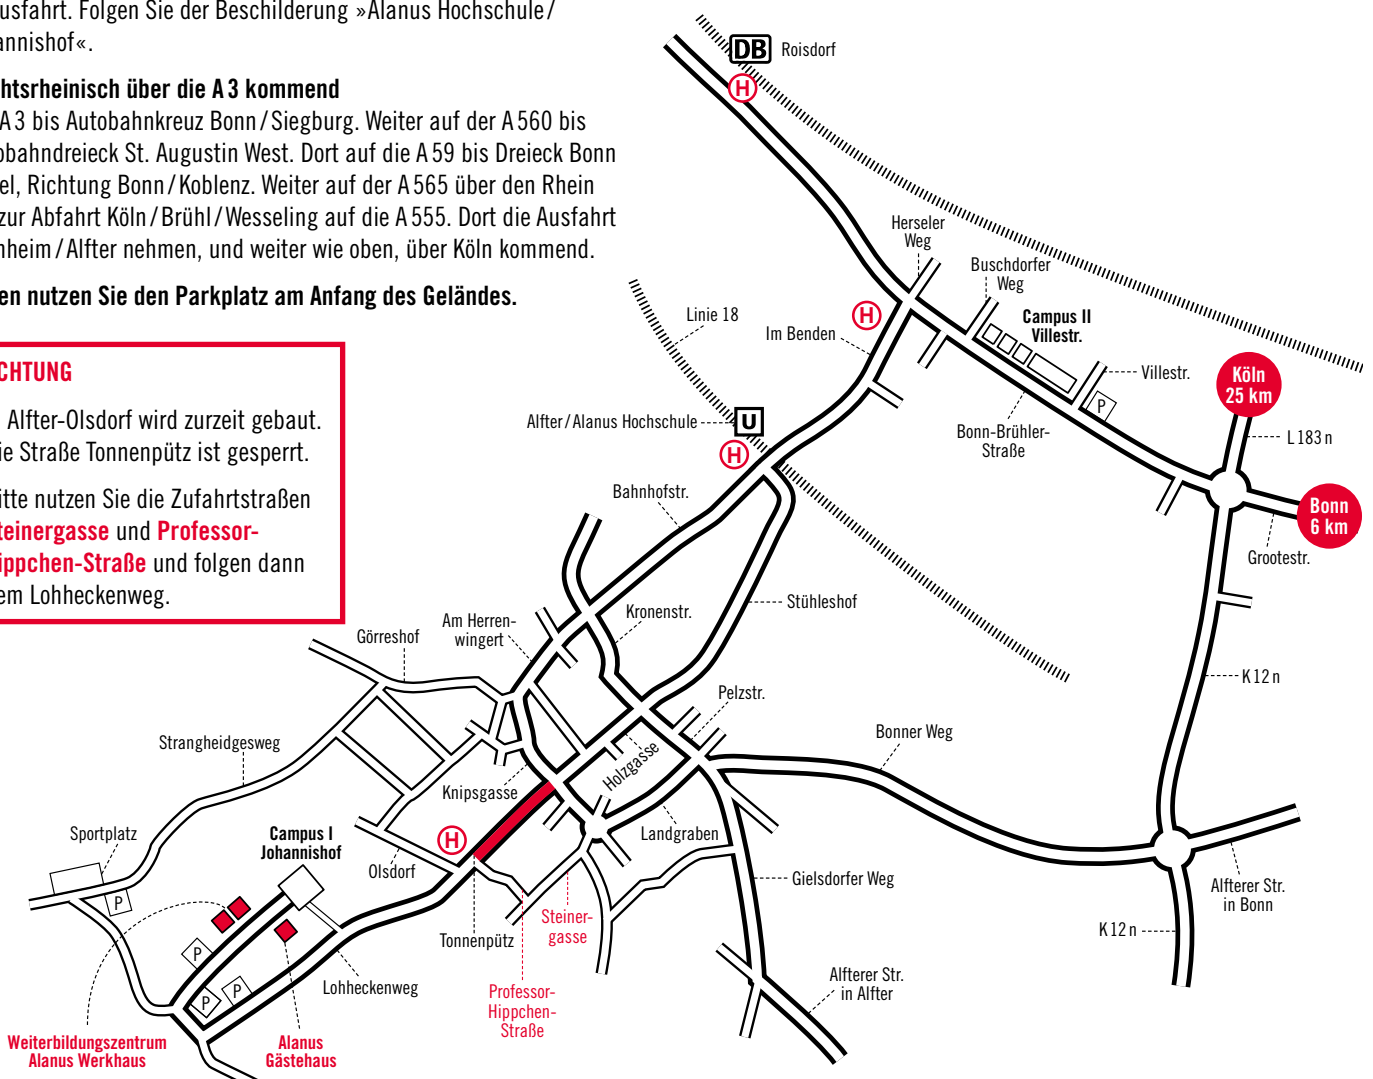 usfahrt. Folgen Sie der Beschilderung »Alanus Hochschule/
annishof«.
htsrheinisch über die A 3 kommend
A 3 bis Autobahnkreuz Bonn/Siegburg. Weiter auf der A 560 bis
obahndreieck St. Augustin West. Dort auf die A 59 bis Dreieck Bonn
el, Richtung Bonn/Koblenz. Weiter auf der A 565 über den Rhein
zur Abfahrt Köln/Brühl/Wesseling auf die A 555. Dort die Ausfahrt
nheim/Alfter nehmen, und weiter wie oben, über Köln kommend.
en nutzen Sie den Parkplatz am Anfang des Geländes.
CHTUNG
Alfter-Olsdorf wird zurzeit gebaut.
ie Straße Tonnenpütz ist gesperrt.
itte nutzen Sie die Zufahrtstraßen
teinergasse und Professor-
ippchen-Straße und folgen dann
em Lohheckenweg.
DB
Roisdorf
H
Herseler
Weg
Buschdorfer
Weg
Campus II
Villestr.
Linie 18
H
Im Benden
Villestr.
P
Köln
25 km
L 183 n
Bonn
6 km
Grootestr.
Bonn-Brühler-
Straße
Alfter/Alanus Hochschule
U
H
Bahnhofstr.
Stühleshof
Kronenstr.
Am Herren-
wingert
Görreshof
K 12 n
Pelzstr.
Bonner Weg
Strangheidgesweg
Holzgasse
Knipsgasse
Landgraben
Sportplatz
Campus I
Johannishof
H
Olsdorf
Gielsdorfer Weg
Alfterer Str.
in Bonn
P
Steiner-
gasse
Tonnenpütz
K 12 n
P
P
P
Lohheckenweg
Alfterer Str.
in Alfter
Professor-
Hippchen-
Straße
Weiterbildungszentrum
Alanus Werkhaus
Alanus
Gästehaus